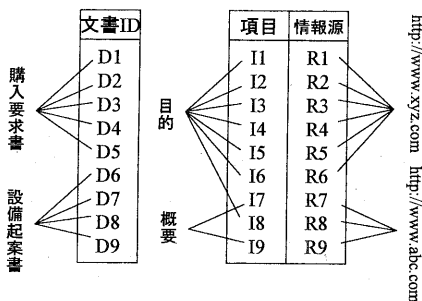 購入要求書
設備起案書
文書ID
D1
D2
D3
D4
D5
D6
D7
D8
D9
目的
概要
項目 情報源
I1 R1
I2 R2
I3 R3
I4 R4
I5 R5
I6 R6
I7 R7
I8 R8
I9 R9
http://www.xyz.com
http://www.abc.com